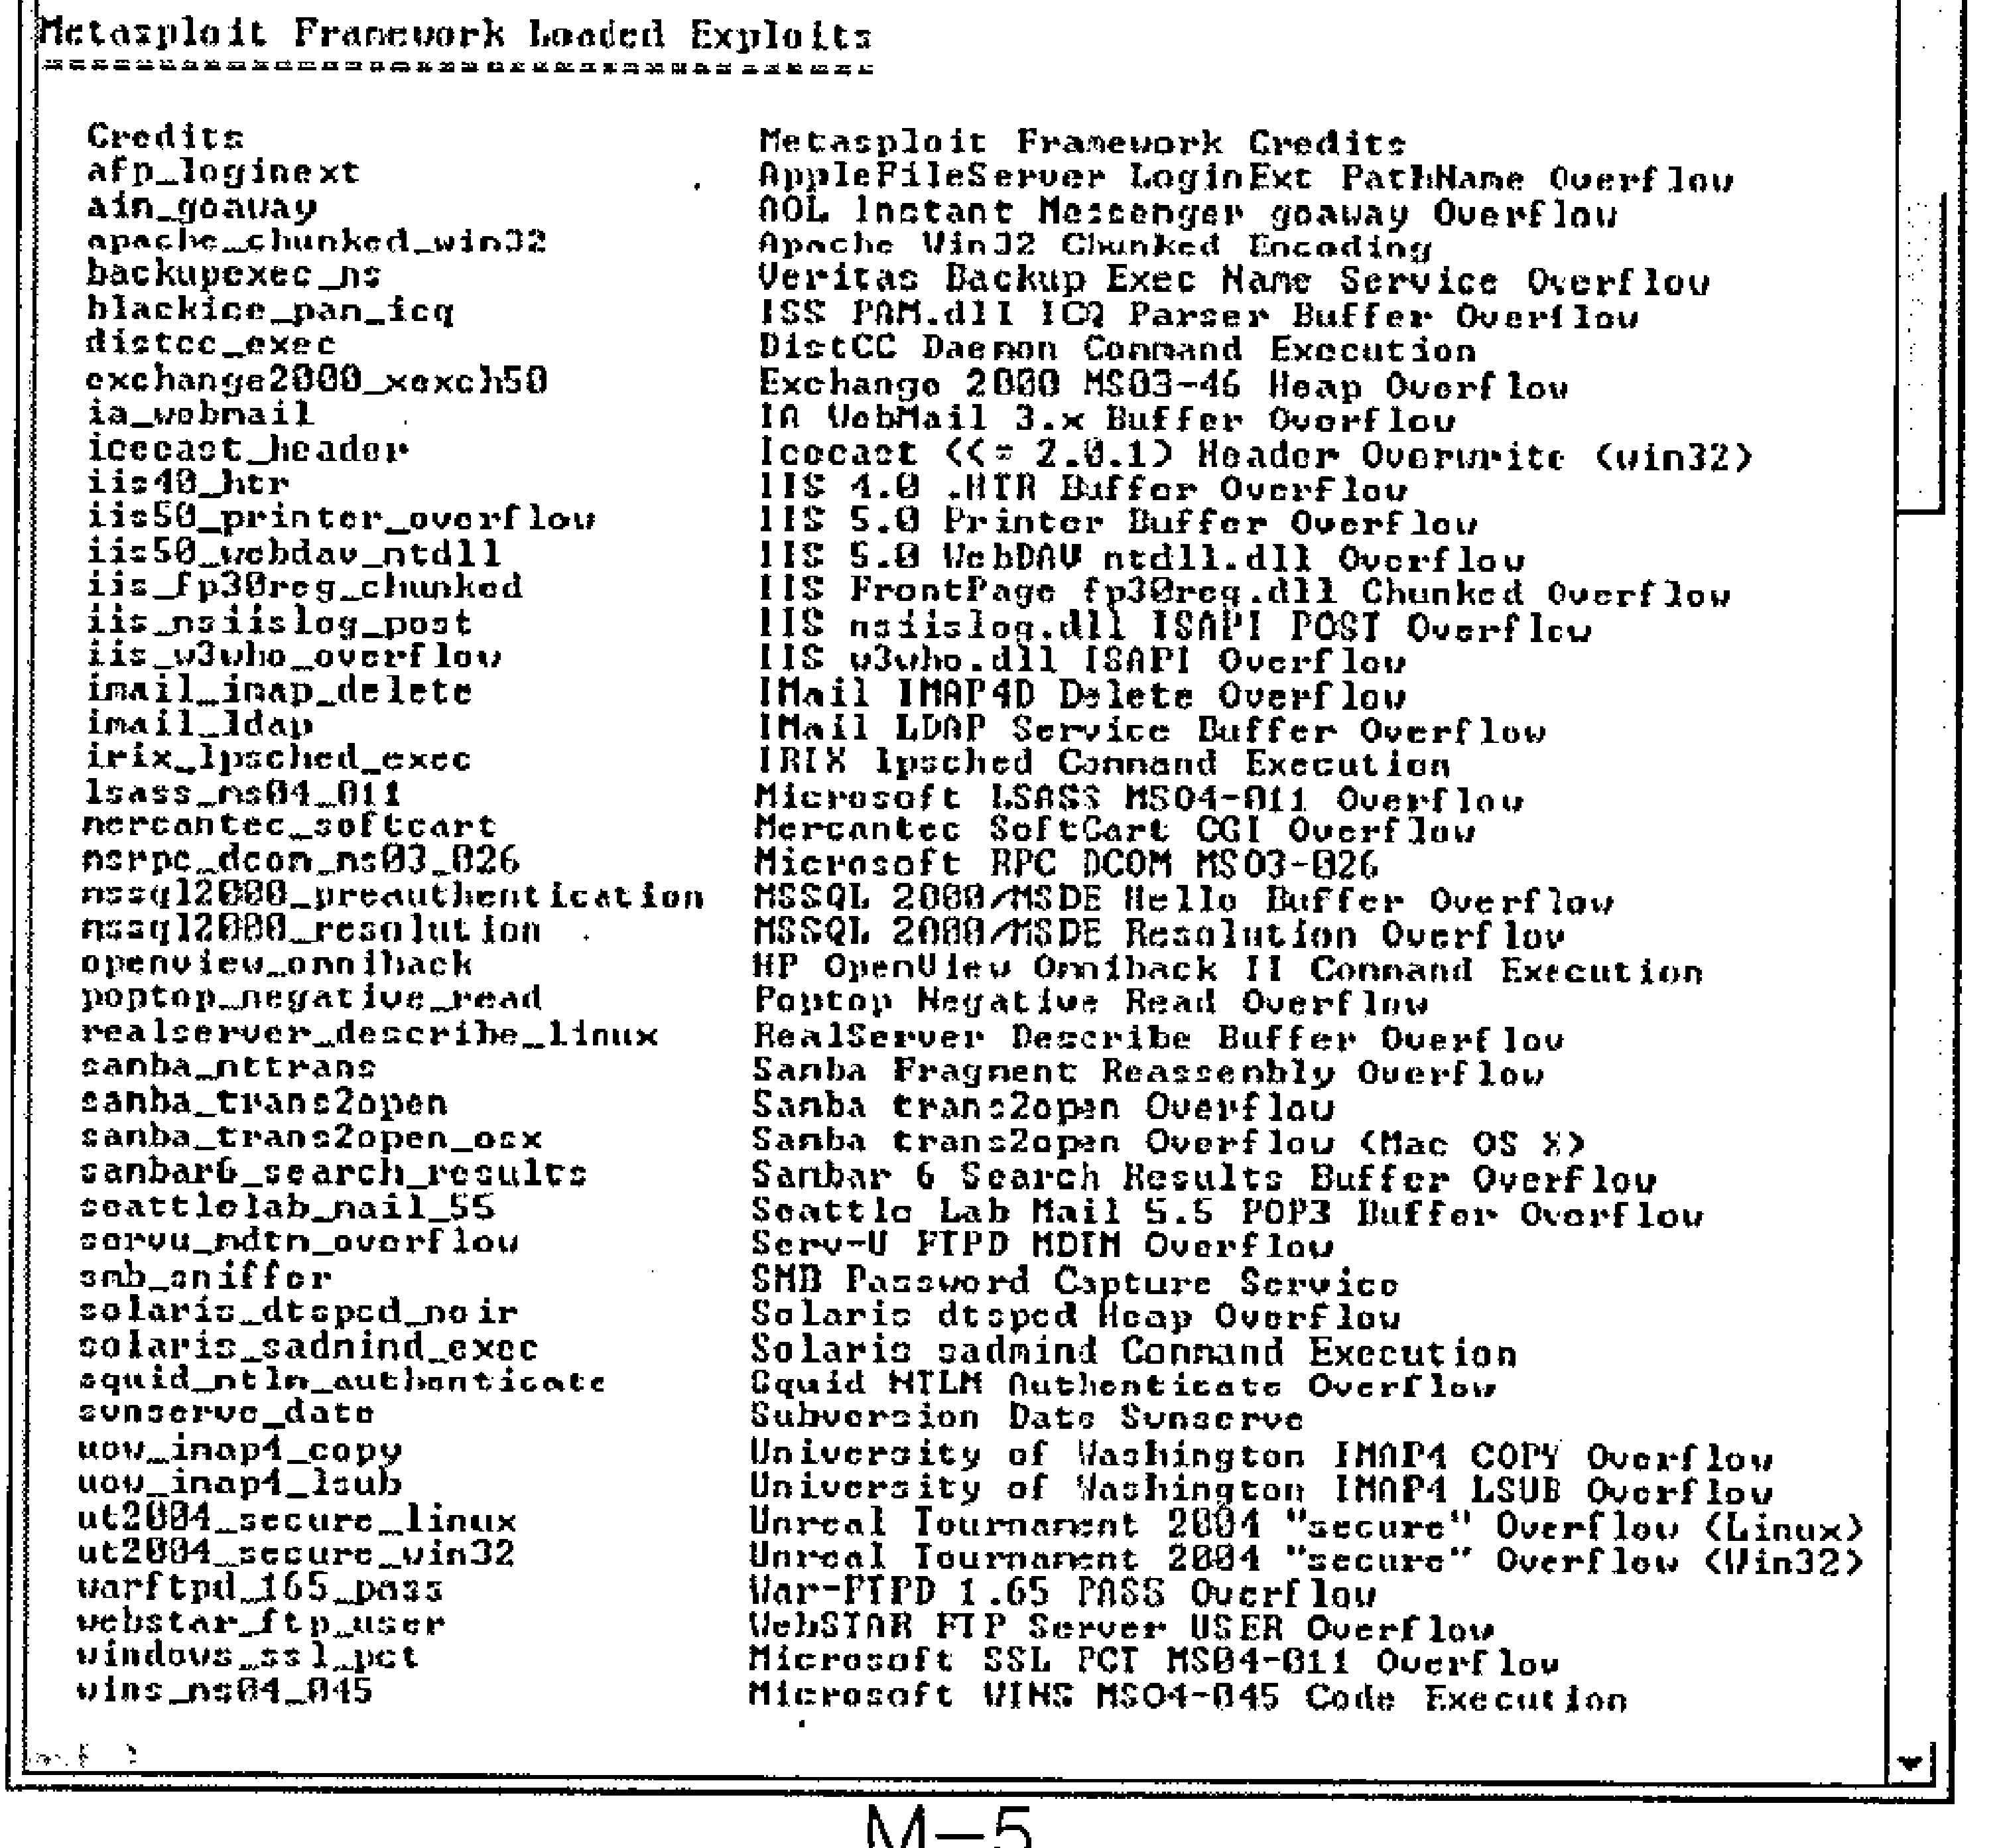 Metasploit Framework Loaded Exploits
====================================
Credits Metasploit Framework Credits
afp_loginext AppleFileServer LoginExt PathName Overflow
aim_goaway AOL Instant Messenger goaway Overflow
apache_chunked_win32 Apache Win32 Chunked Encoding
backupexec_ns Veritas Backup Exec Name Service Overflow
blackice_pam_icq ISS PAM.dll ICQ Parser Buffer Overflow
distcc_exec DistCC Daemon Command Execution
exchange2000_xexch50 Exchange 2000 MS03-46 Heap Overflow
ia_webmail IA WebMail 3.x Buffer Overflow
icecast_header Icecast (<= 2.0.1) Header Overwrite (win32)
iis40_htr IIS 4.0 .HTR Buffer Overflow
iis50_printer_overflow IIS 5.0 Printer Buffer Overflow
iis50_webdav_ntdll IIS 5.0 WebDAV ntdll.dll Overflow
iis_fp30reg_chunked IIS FrontPage fp30reg.dll Chunked Overflow
iis_nsiislog_post IIS nsiislog.dll ISAPI POST Overflow
iis_w3who_overflow IIS w3who.dll ISAPI Overflow
imail_imap_delete IMail IMAP4D Delete Overflow
imail_ldap IMail LDAP Service Buffer Overflow
irix_lpsched_exec IRIX lpsched Command Execution
lsass_ms04_011 Microsoft LSASS MSO4-011 Overflow
mercantec_softcart Mercantec SoftCart CGI Overflow
msrpc_dcom_ms03_026 Microsoft RPC DCOM MSO3-026
mssql2000_preauthentication MSSQL 2000/MSDE Hello Buffer Overflow
mssql2000_resolution MSSQL 2000/MSDE Resolution Overflow
openview_omniback HP OpenView Omniback II Command Execution
poptop_negative_read Poptop Negative Read Overflow
realserver_describe_linux RealServer Describe Buffer Overflow
samba_nttrans Samba Fragment Reassembly Overflow
samba_trans2open Samba trans2open Overflow
samba_trans2open_osx Samba trans2open Overflow (Mac OS X)
sambar6_search_results Sambar 6 Search Results Buffer Overflow
seattlelab_mail_55 Seattle Lab Mail 5.5 POP3 Buffer Overflow
servu_mdtm_overflow Serv-U FTPD MDTM Overflow
smb_sniffer SMB Password Capture Service
solaris_dtspcd_noir Solaris dtspcd Heap Overflow
solaris_sadmind_exec Solaris sadmind Command Execution
squid_ntlm_authenticate Squid NTLM Authenticate Overflow
svnserve_date Subversion Date Svnserve
uow_imap4_copy University of Washington IMAP4 COPY Overflow
uow_imap4_lsub University of Washington IMAP4 LSUB Overflow
ut2004_secure_linux Unreal Tournament 2004 "secure" Overflow (Linux)
ut2004_secure_win32 Unreal Tournament 2004 "secure" Overflow (Win32)
warftpd_165_pass War-FTPD 1.65 PASS Overflow
webstar_ftp_user WebSTAR FTP Server USER Overflow
windows_ssl_pct Microsoft SSL PCT MS04-011 Overflow
wins_ms04_045 Microsoft WINS MSO4-045 Code Execution
M-5